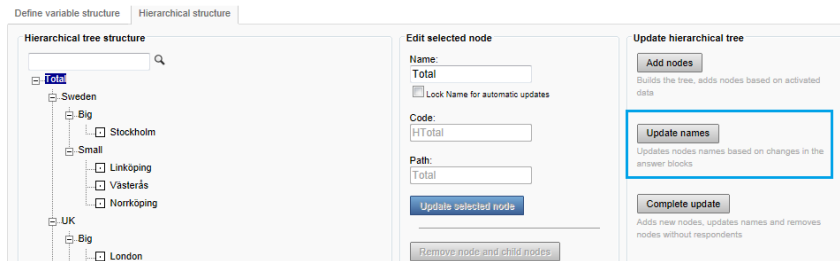 Define variable structure
Hierarchical structure
Hierarchical tree structure
Total
Sweden
Big
Stockholm
Small
Linköping
Västerås
Norrköping
UK
Big
London
Edit selected node
Name:
Total
Lock Name for automatic updates
Code:
HTotal
Path:
Total
Update selected node
Remove node and child nodes
Update hierarchical tree
Add nodes
Builds the tree, adds nodes based on activated
data
Update names
Updates nodes names based on changes in the
answer blocks
Complete update
Adds new nodes, updates names and removes
nodes without respondents